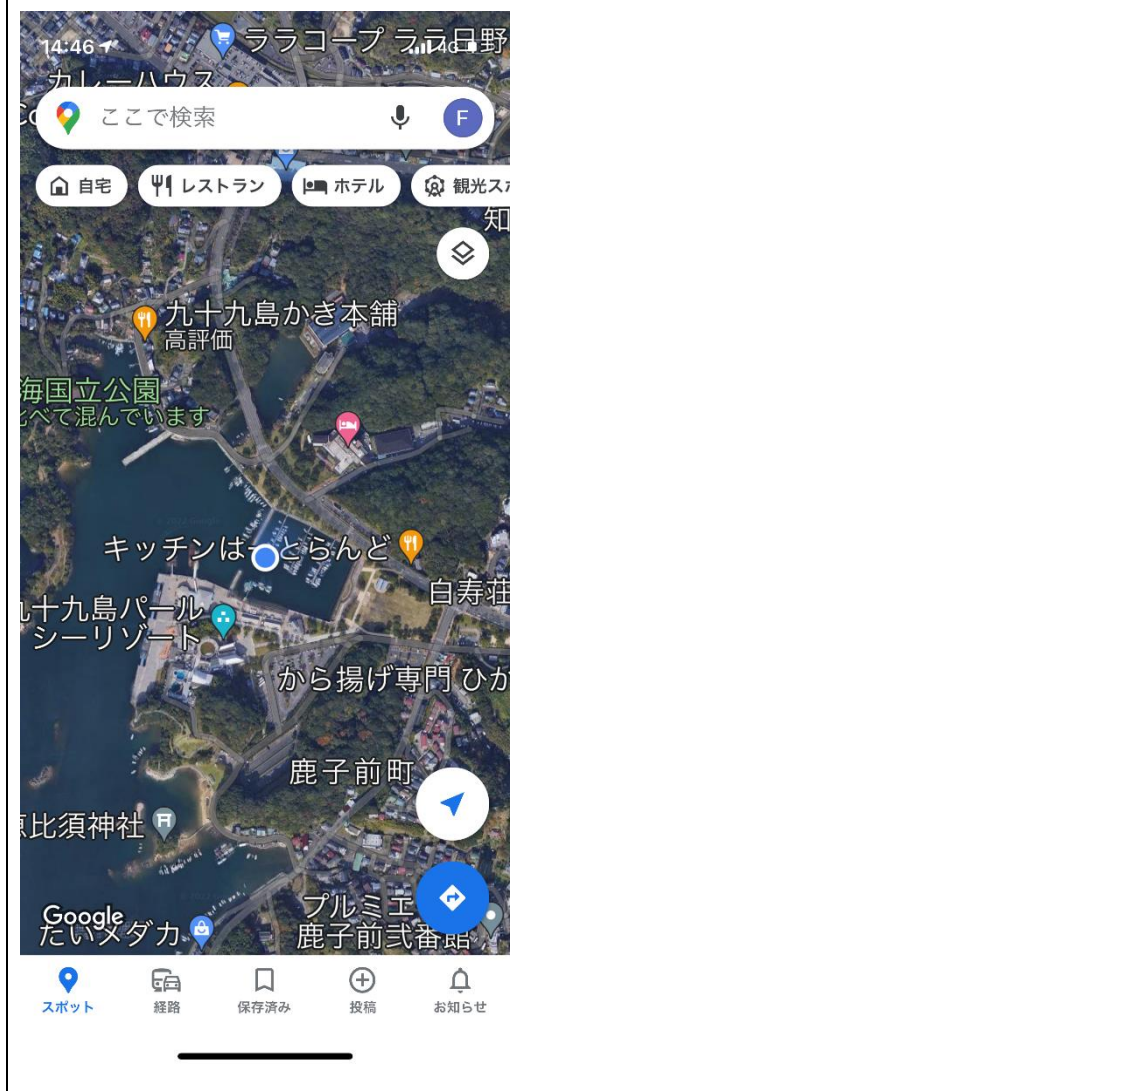 ララコープ ララ日野
14:46
4G
カレーハウス
ここで検索
F
自宅
レストラン
ホテル
観光ス
知
九十九島かき本舗
高評価
海国立公園
べて混んでいます
キッチンはーとらんど
白寿荘
十九島パール
シーリゾート
から揚げ専門 ひか
鹿子前町
比須神社
プルミエ
鹿子前弐番館
Google
たいメダカ
スポット
経路
保存済み
投稿
お知らせ